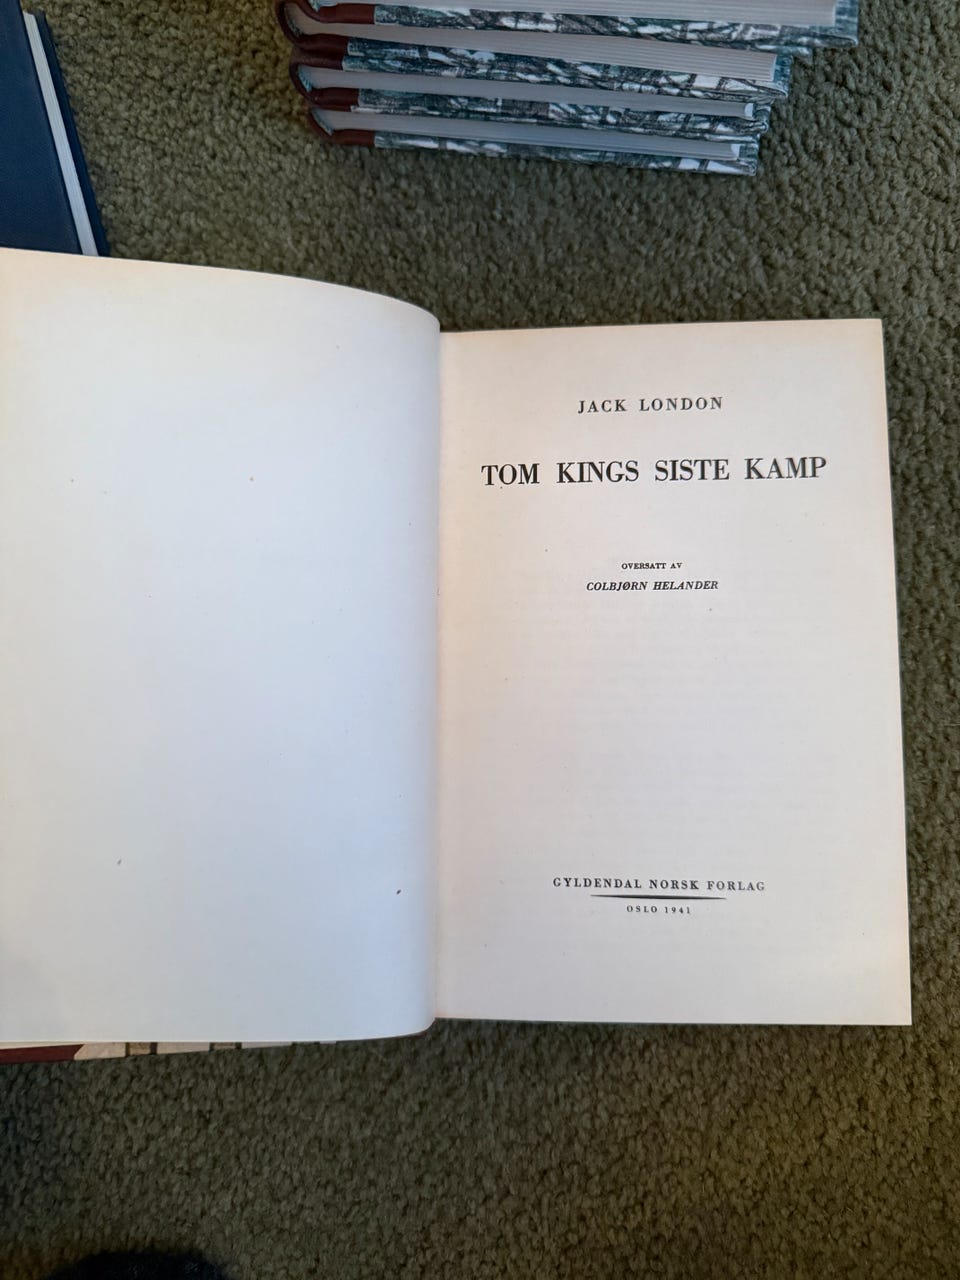 JACK LONDON
TOM KINGS SISTE KAMP
OVERSATT AV
COLBJØRN HELANDER
GYLDENDAL NORSK FORLAG
OSLO 1941